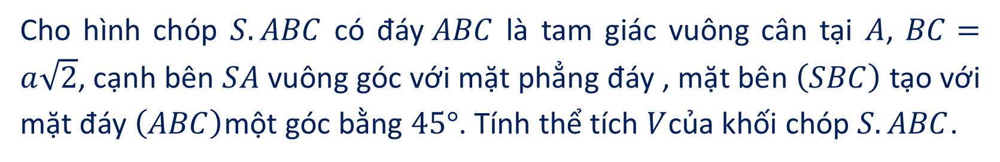 Cho hình chóp S. ABC có đáy ABC là tam giác vuông cân tại A, BC =
a√2, cạnh bên SA vuông góc với mặt phẳng đáy , mặt bên (SBC) tạo với
mặt đáy (ABC)một góc bằng 45°. Tính thể tích Vcủa khối chóp S. ABC.